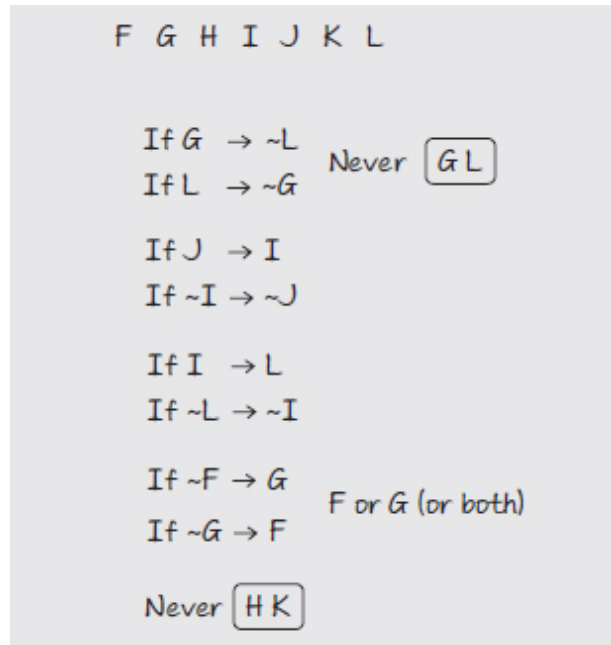 F G H I J K L
If G → ~L
If L → ~G
Never GL
If J → I
If ~I → ~J
If I → L
If ~L → ~I
If ~F → G
If ~G → F
F or G (or both)
Never HK